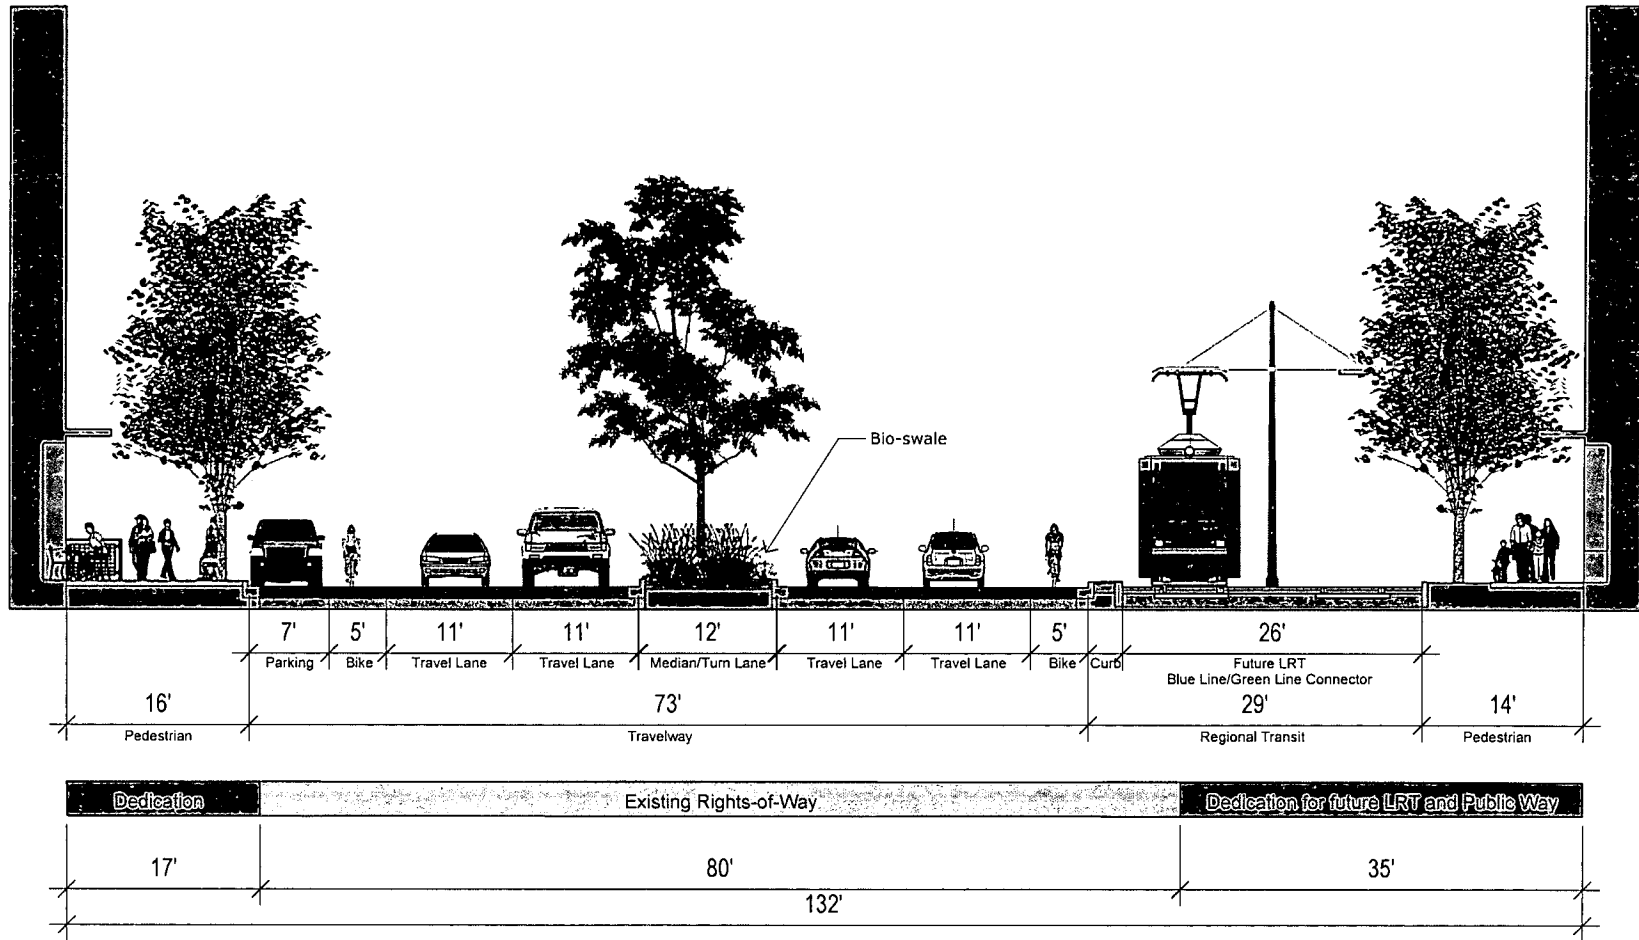 Bio-swale
7' 5' 11' 11' 12' 11' 11' 5' 26'
Parking Bike Travel Lane Travel Lane Median/Turn Lane Travel Lane Travel Lane Bike Curb Future LRT
Blue Line/Green Line Connector
16' 73' 29' 14'
Pedestrian Travelway Regional Transit Pedestrian
Dedication Existing Rights-of-Way Dedication for future LRT and Public Way
17' 80' 35'
132'